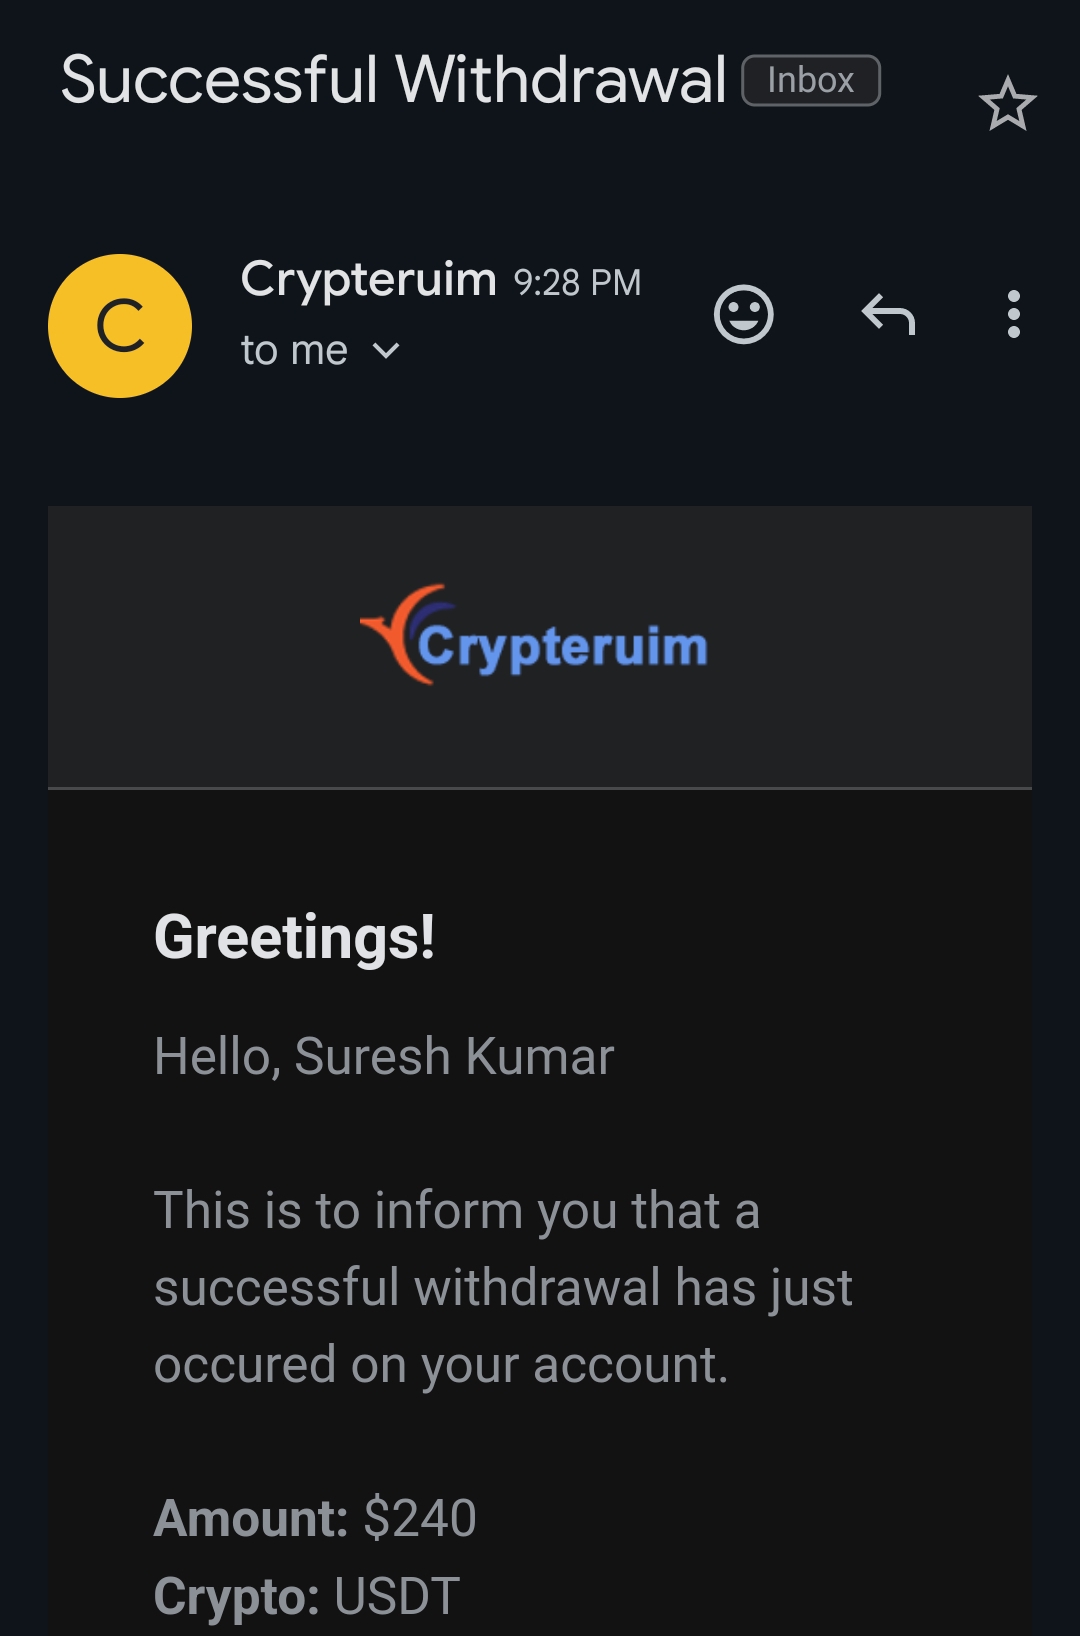 Successful Withdrawal Inbox
C
Crypteruim 9:28 PM
to me
Crypteruim
Greetings!
Hello, Suresh Kumar
This is to inform you that a
successful withdrawal has just
occured on your account.
Amount: $240
Crypto: USDT